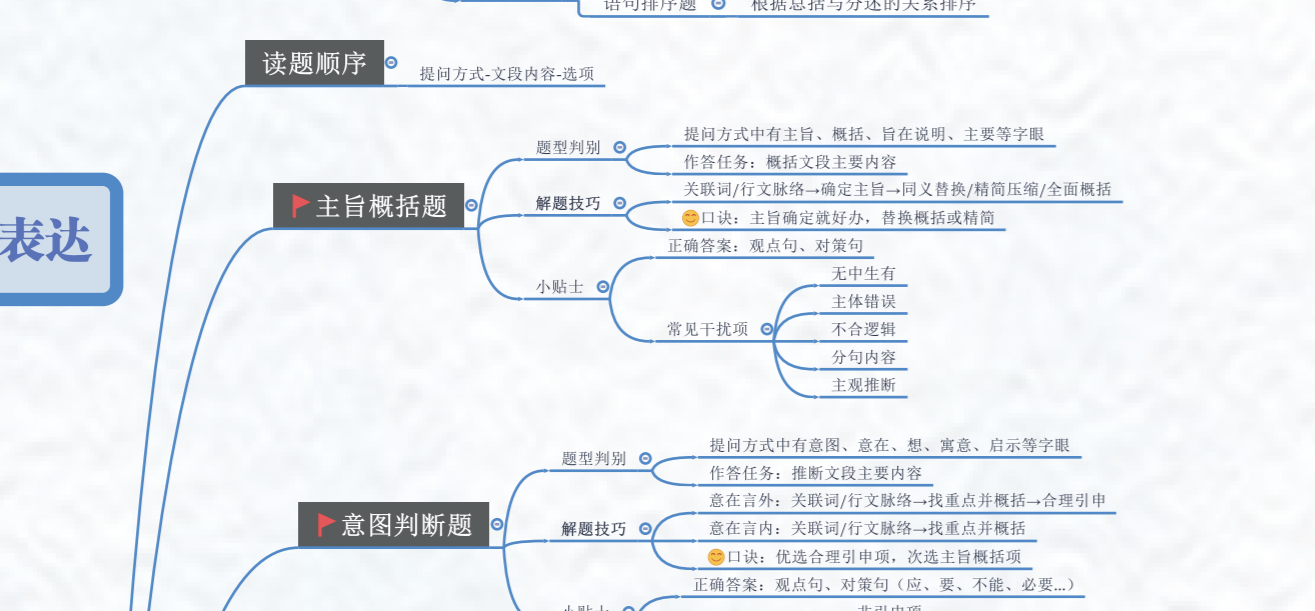 语句排序题
根据总括与分述的关系排序
读题顺序
提问方式-文段内容-选项
表达
主旨概括题
题型判别
提问方式中有主旨、概括、旨在说明、主要等字眼
作答任务：概括文段主要内容
解题技巧
关联词/行文脉络→确定主旨→同义替换/精简压缩/全面概括
😊口诀：主旨确定就好办，替换概括或精简
小贴士
正确答案：观点句、对策句
常见干扰项
无中生有
主体错误
不合逻辑
分句内容
主观推断
意图判断题
题型判别
提问方式中有意图、意在、想、寓意、启示等字眼
作答任务：推断文段主要内容
解题技巧
意在言外：关联词/行文脉络→找重点并概括→合理引申
意在言内：关联词/行文脉络→找重点并概括
😊口诀：优选合理引申项，次选主旨概括项
小贴士
正确答案：观点句、对策句（应、要、不能、必要...）
非引申项